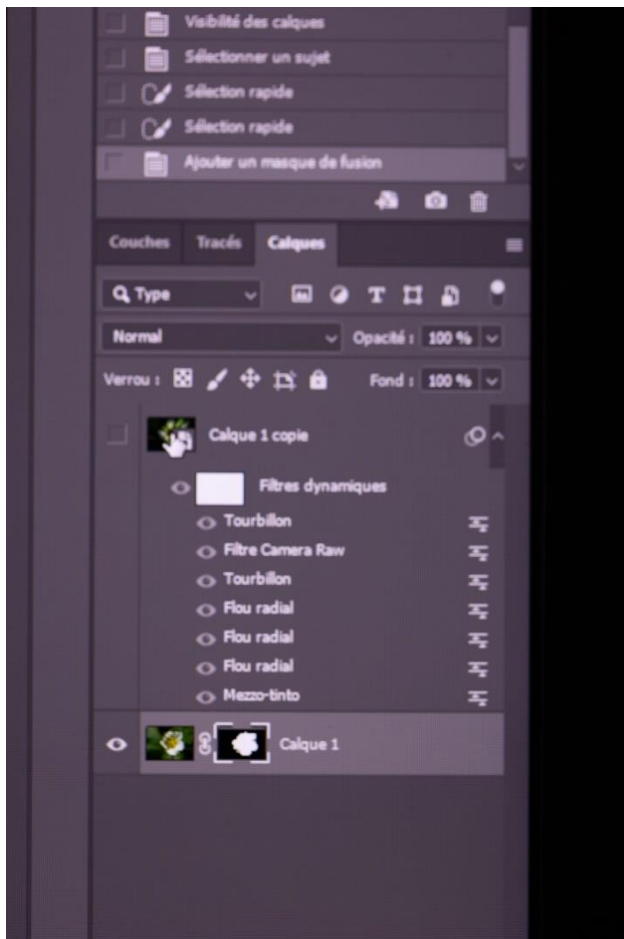 Visibilité des calques
Sélectionner un sujet
Sélection rapide
Sélection rapide
Ajouter un masque de fusion
Couches Tracés Calques
Type
Normal Opacité : 100 %
Verrou : Fond : 100 %
Calque 1 copie
Filtres dynamiques
Tourbillon
Filtre Camera Raw
Tourbillon
Flou radial
Flou radial
Flou radial
Mezzo-tinto
Calque 1